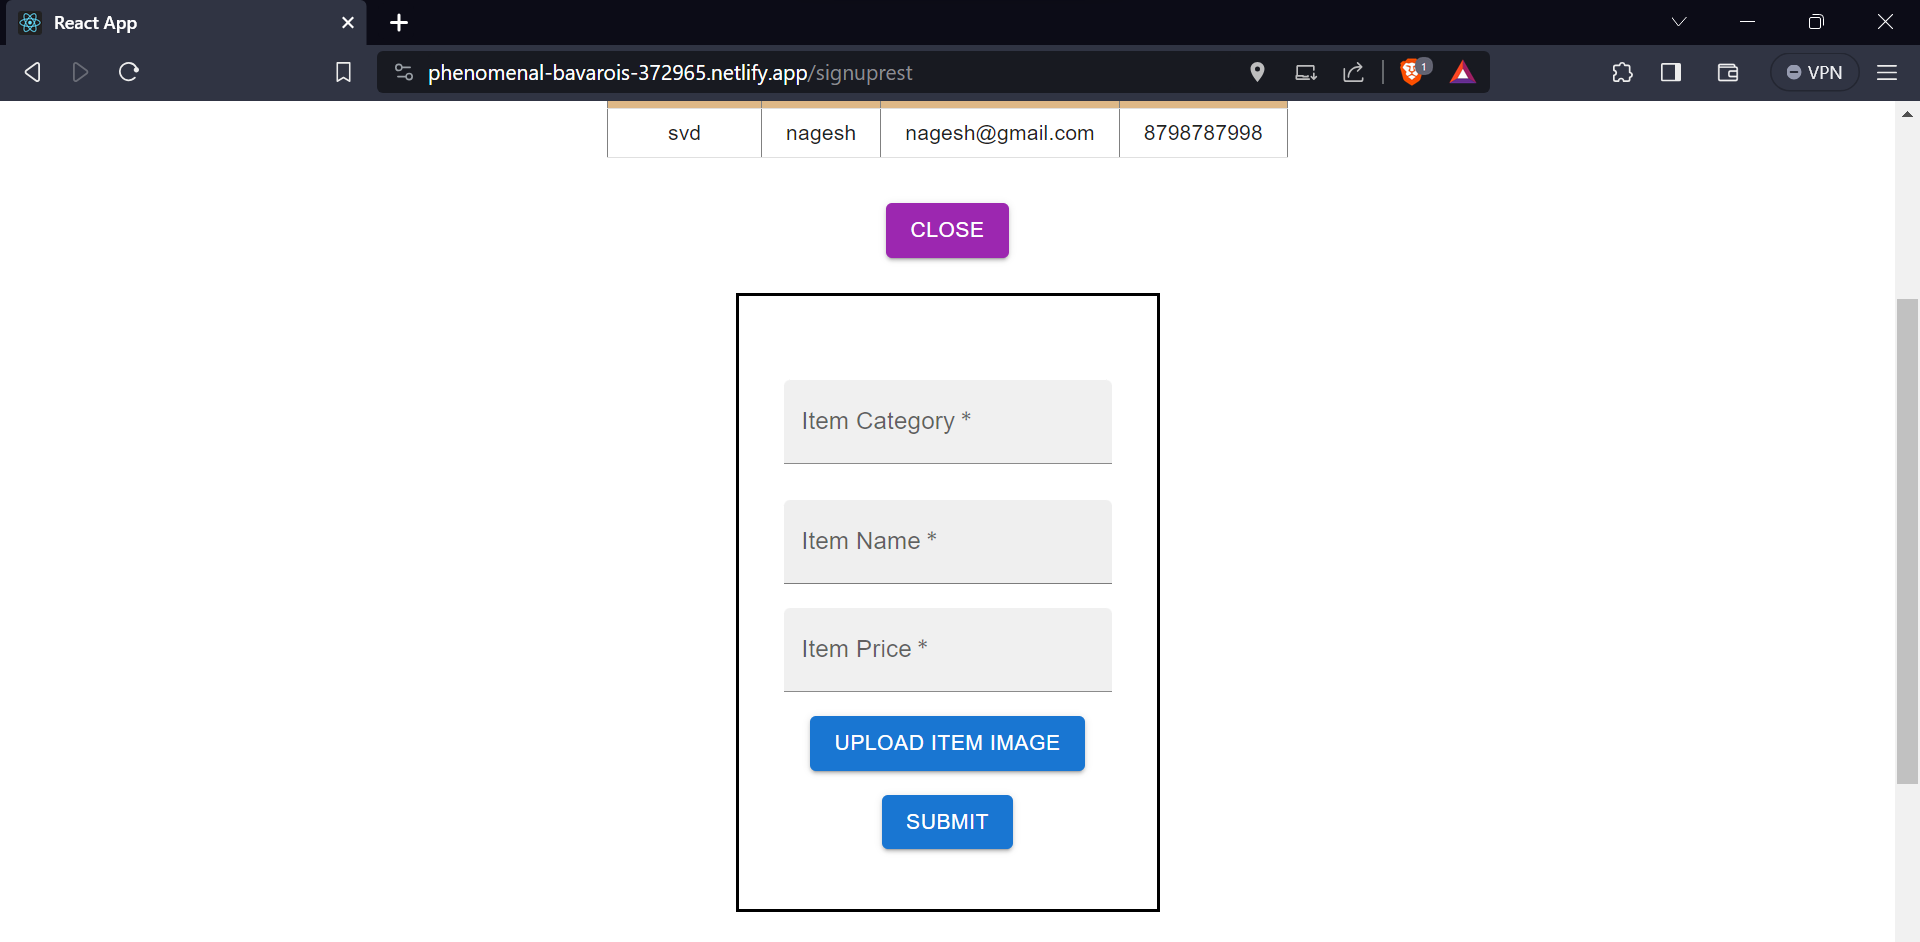 React App
phenomenal-bavarois-372965.netlify.app/signuprest
1
VPN
svd nagesh nagesh@gmail.com 8798787998
CLOSE
Item Category *
Item Name *
Item Price *
UPLOAD ITEM IMAGE
SUBMIT